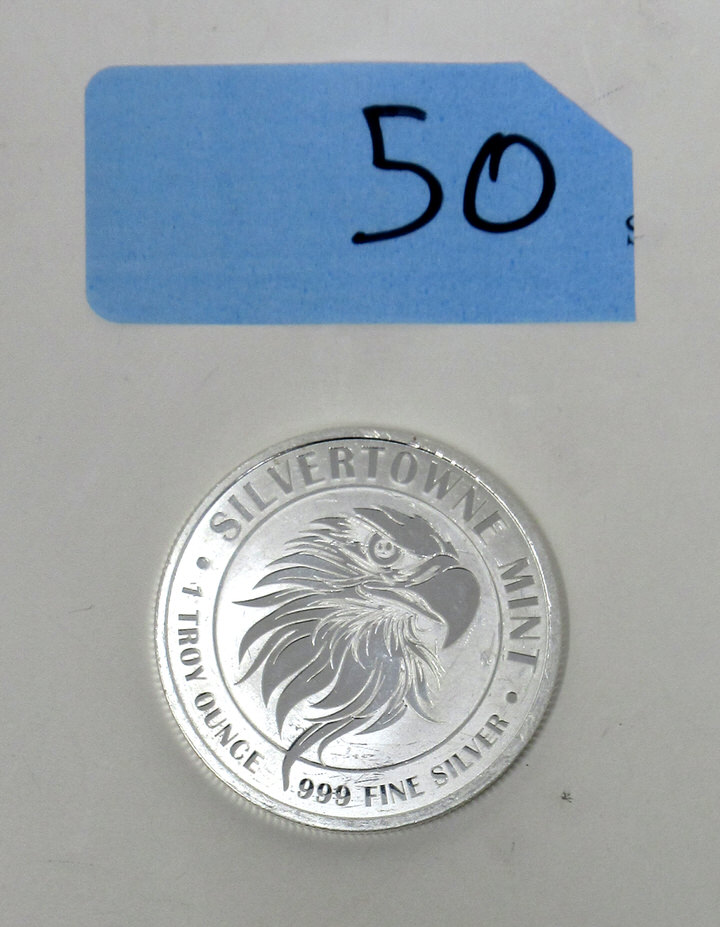 50
S
SILVERTOWNE MINT
1 TROY OUNCE
999 FINE SILVER